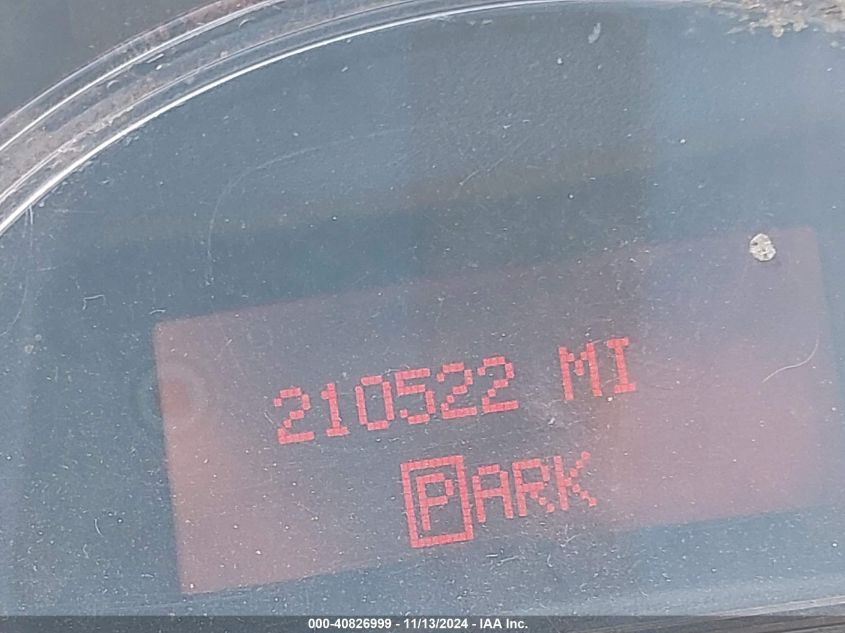 210522 MI
PARK
000-40826999 - 11/13/2024 - IAA Inc.